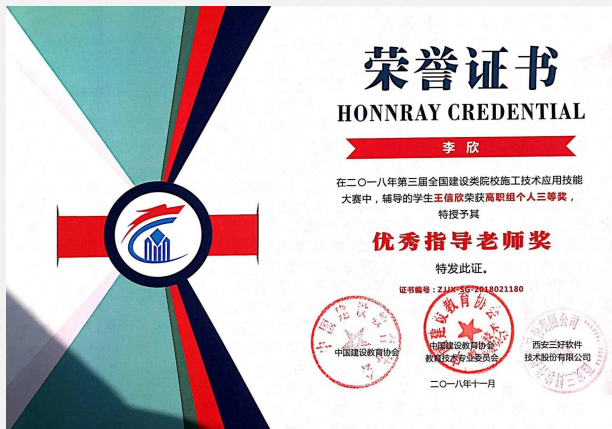 荣誉证书
HONNRAY CREDENTIAL
李欣
在二〇一八年第三届全国建设类院校施工技术应用技能
大赛中，辅导的学生王信欣荣获高职组个人三等奖，
特授予其
优秀指导老师奖
特发此证。
证书编号：ZJJX-SG-2018021180
中国建设教育协会
中国建设教育协会
教育技术专业委员会
西安三好软件
技术股份有限公司
二〇一八年十一月